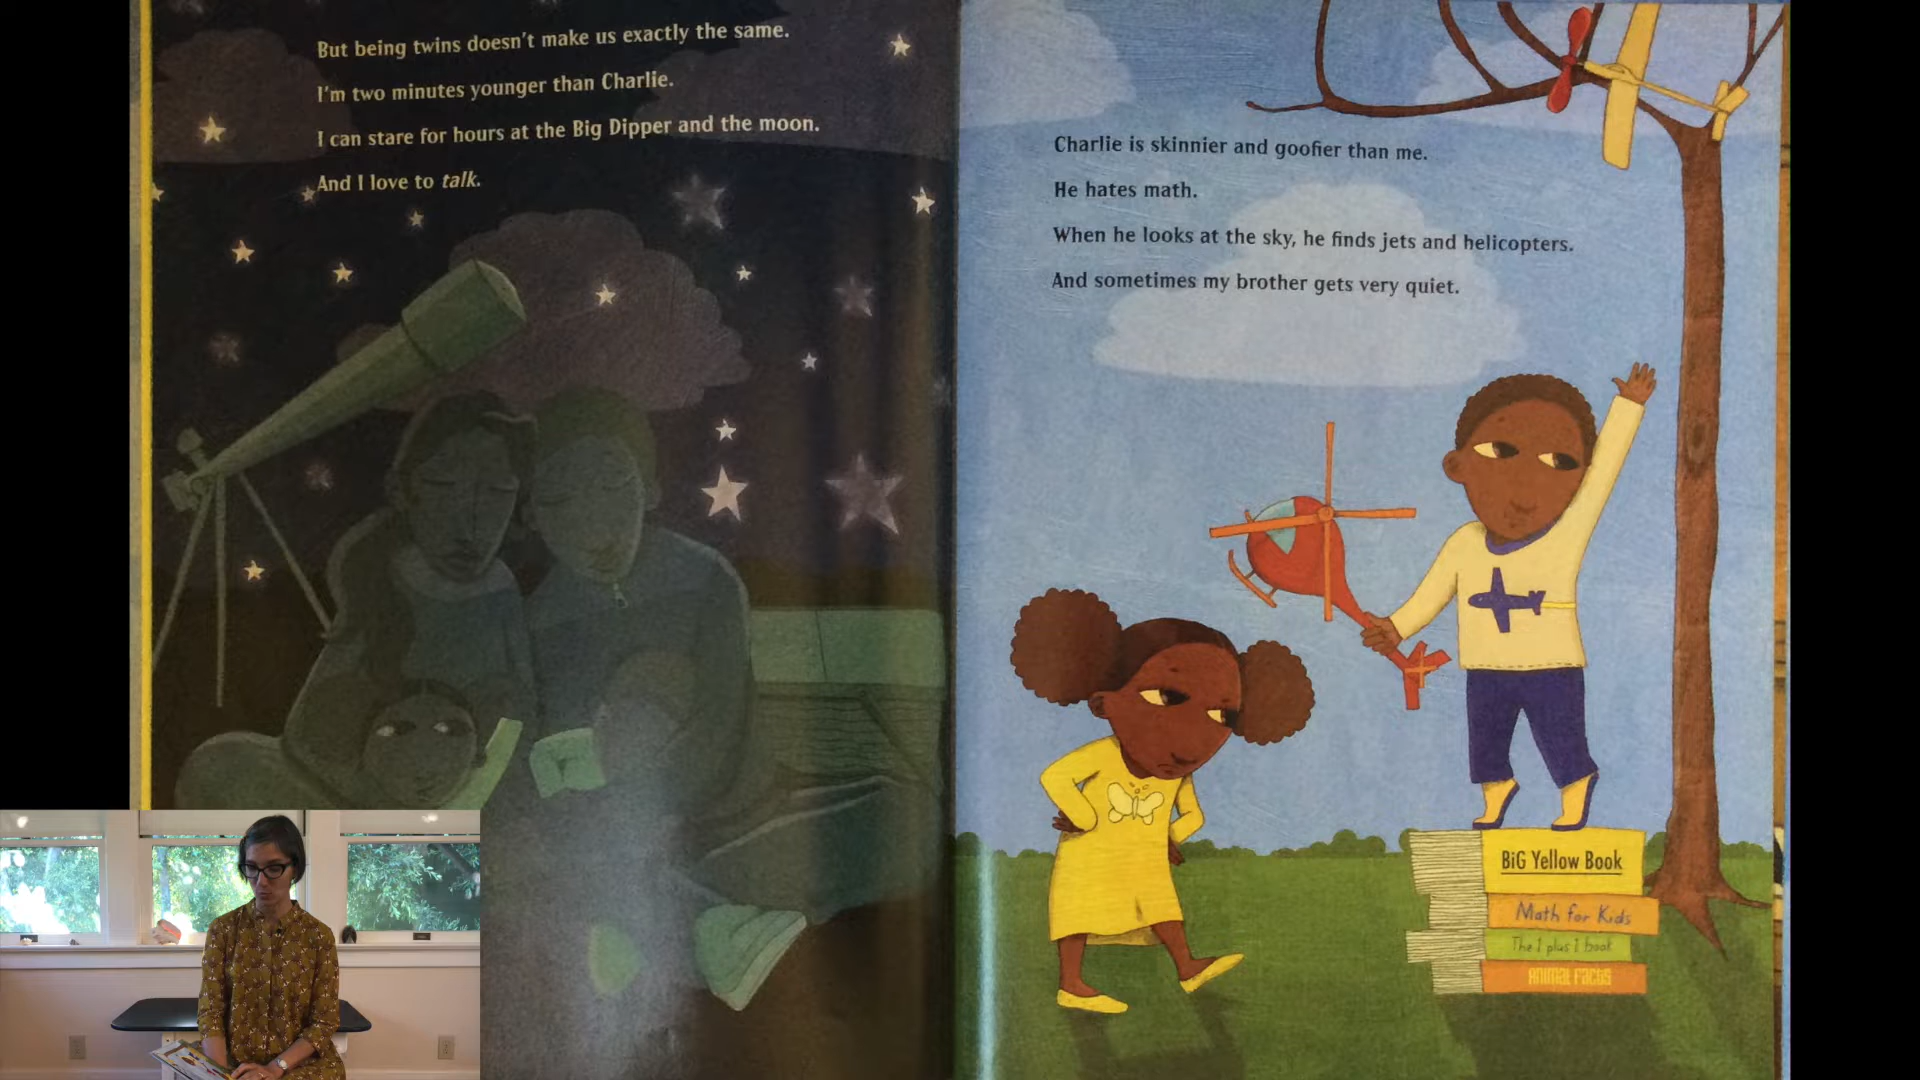 But being twins doesn't make us exactly the same.
I'm two minutes younger than Charlie.
I can stare for hours at the Big Dipper and the moon.
And I love to talk.
Charlie is skinnier and goofier than me.
He hates math.
When he looks at the sky, he finds jets and helicopters.
And sometimes my brother gets very quiet.
BiG Yellow Book
Math for Kids
The 1 plus 1 book
ANiMAL FACTS